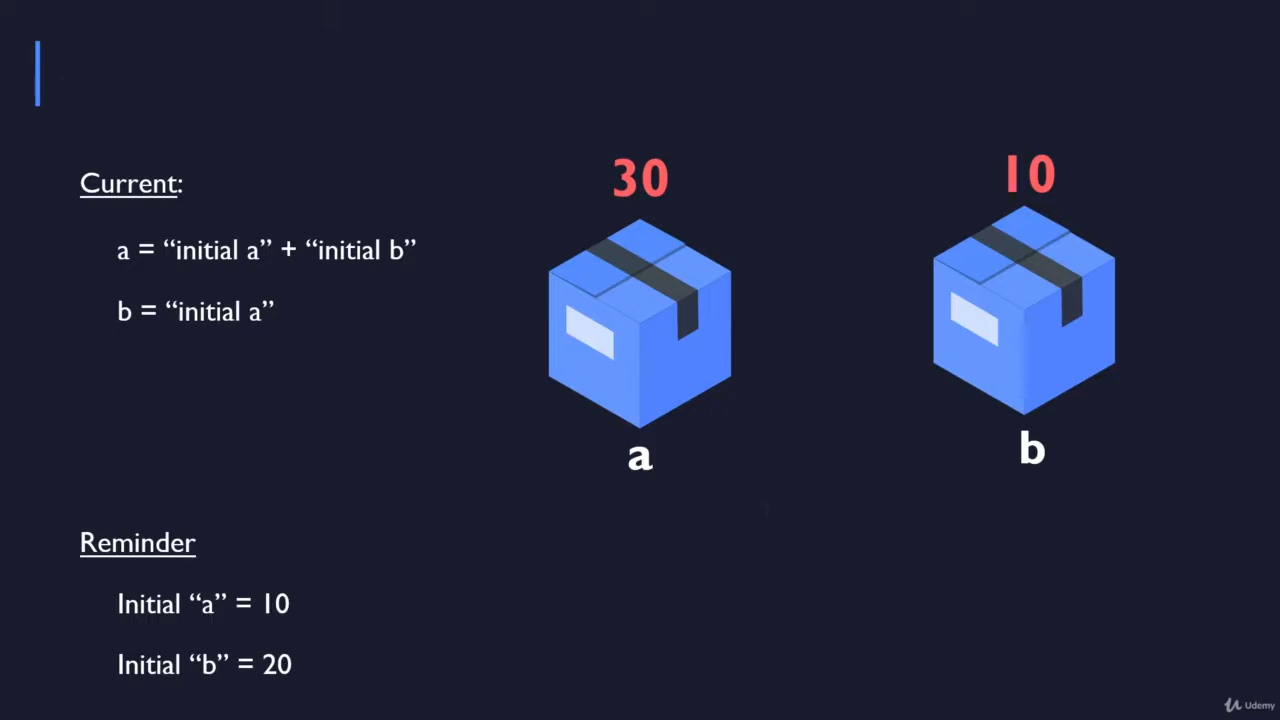 30
10
Current:
a = “initial a” + “initial b”
b = “initial a”
a
b
Reminder
Initial “a” = 10
Initial “b” = 20
Udemy